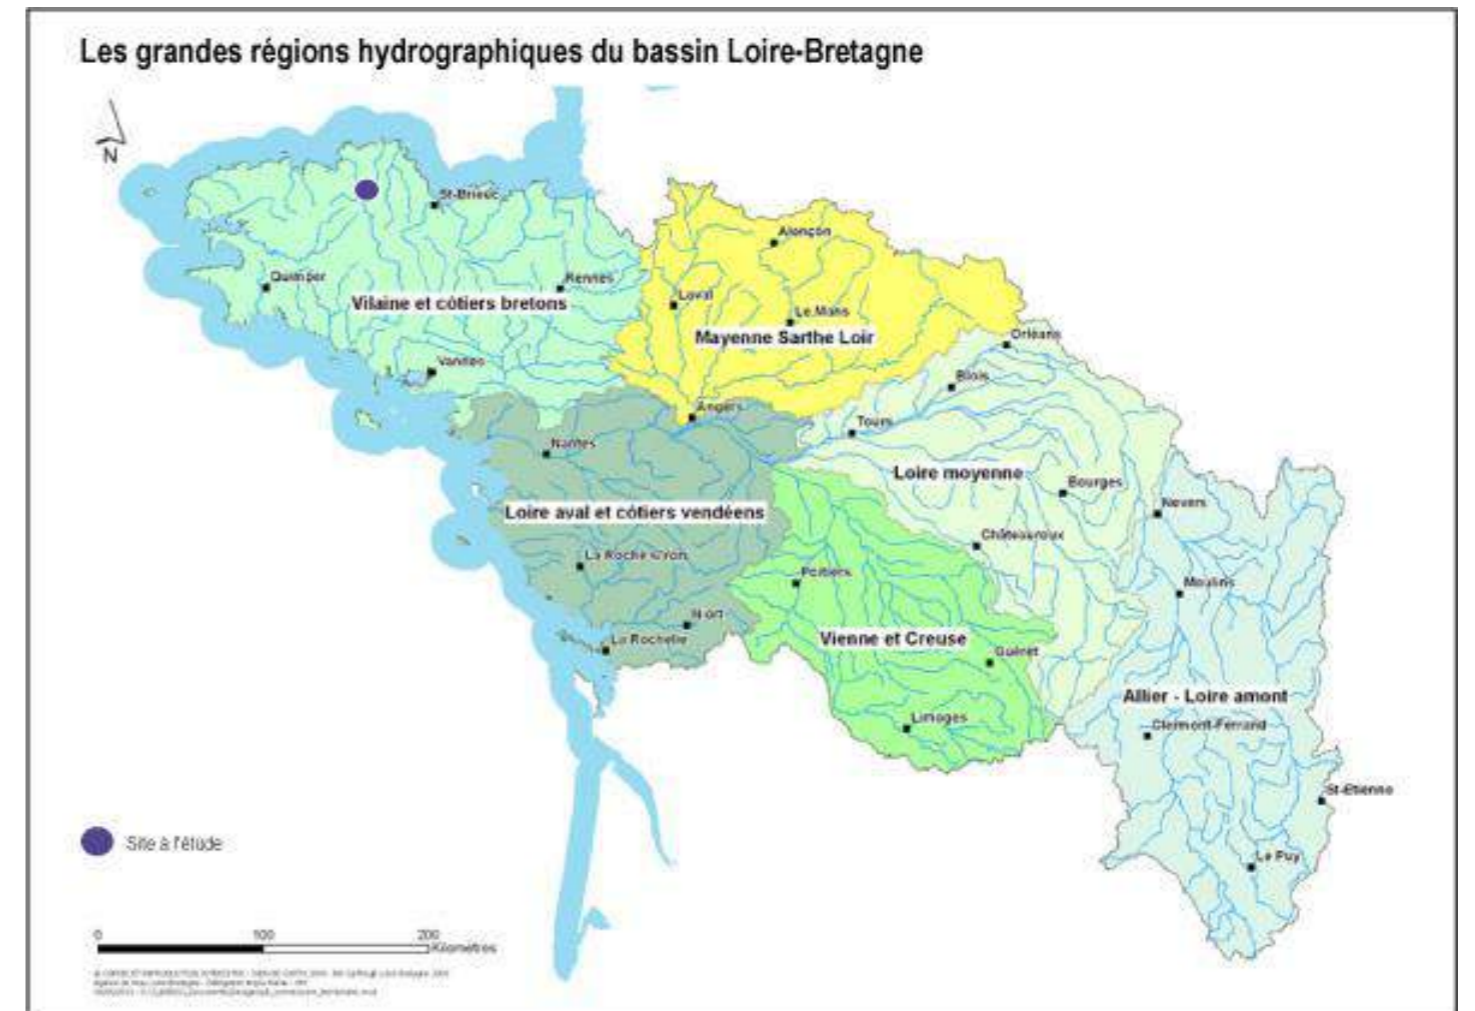 Les grandes régions hydrographiques du bassin Loire-Bretagne
N
St-Brieuc
Alençon
Quimper
Rennes
Vilaine et côtiers bretons
Laval
Le Mans
Mayenne Sarthe Loir
Orléans
Vannes
Blois
Angers
Tours
Nantes
Loire moyenne
Bourges
Nevers
Loire aval et côtiers vendéens
Châteauroux
La Roche s/Yon
Poitiers
Moulins
Niort
La Rochelle
Vienne et Creuse
Guéret
Allier - Loire amont
Limoges
Clermont-Ferrand
St-Etienne
Site à l'étude
Le Puy
0 100 200
Kilomètres